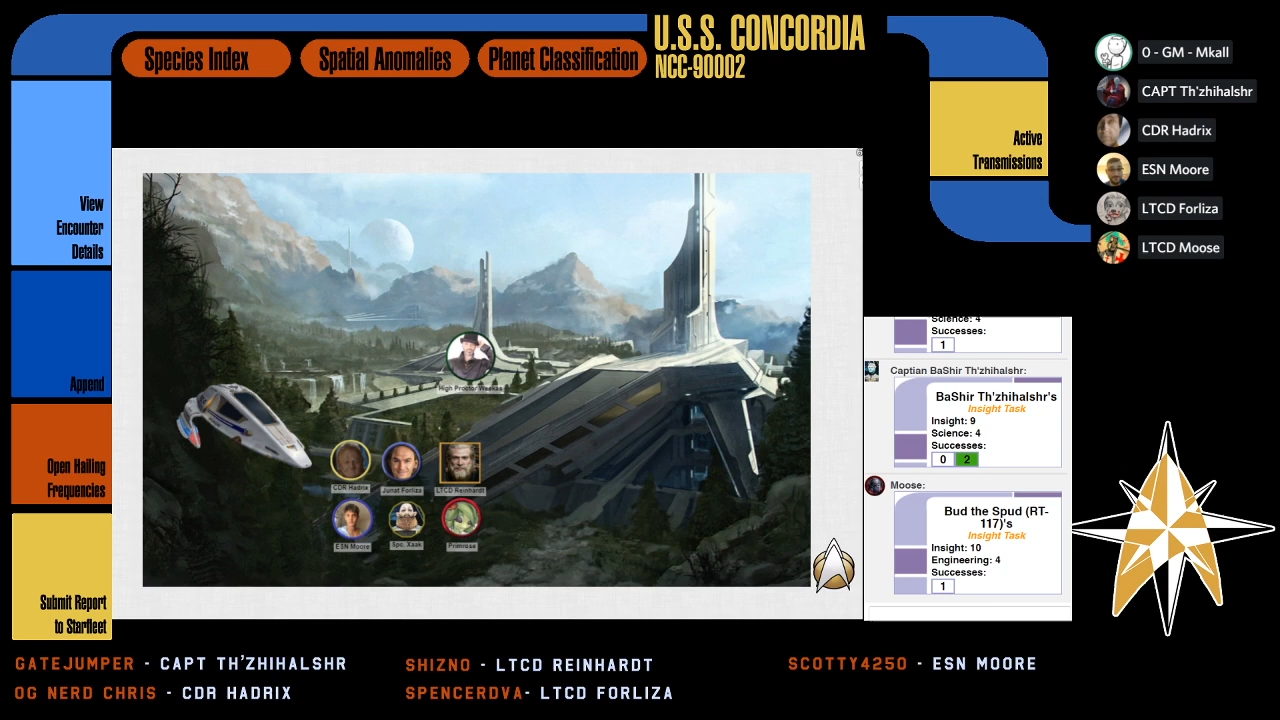 Species Index
Spatial Anomalies
Planet Classification
U.S.S. CONCORDIA
NCC-90002
View
Encounter
Details
Append
Open Hailing
Frequencies
Submit Report
to Starfleet
Active
Transmissions
0 - GM - Mkall
CAPT Th'zhihalshr
CDR Hadrix
ESN Moore
LTCD Forliza
LTCD Moose
High Proctor
CDR Hadrix
Junat Forliza
LTCD Reinhardt
ESN Moore
Spc. Xaak
Primrose
Science: 4
Successes:
1
Captian BaShir Th'zhihalshr:
BaShir Th'zhihalshr's
Insight Task
Insight: 9
Science: 4
Successes:
0 2
Moose:
Bud the Spud (RT-
117)'s
Insight Task
Insight: 10
Engineering: 4
Successes:
1
GATEJUMPER - CAPT TH'ZHIHALSHR
OG NERD CHRIS - CDR HADRIX
SHIZNO - LTCD REINHARDT
SPENCERDVA- LTCD FORLIZA
SCOTTY4250 - ESN MOORE